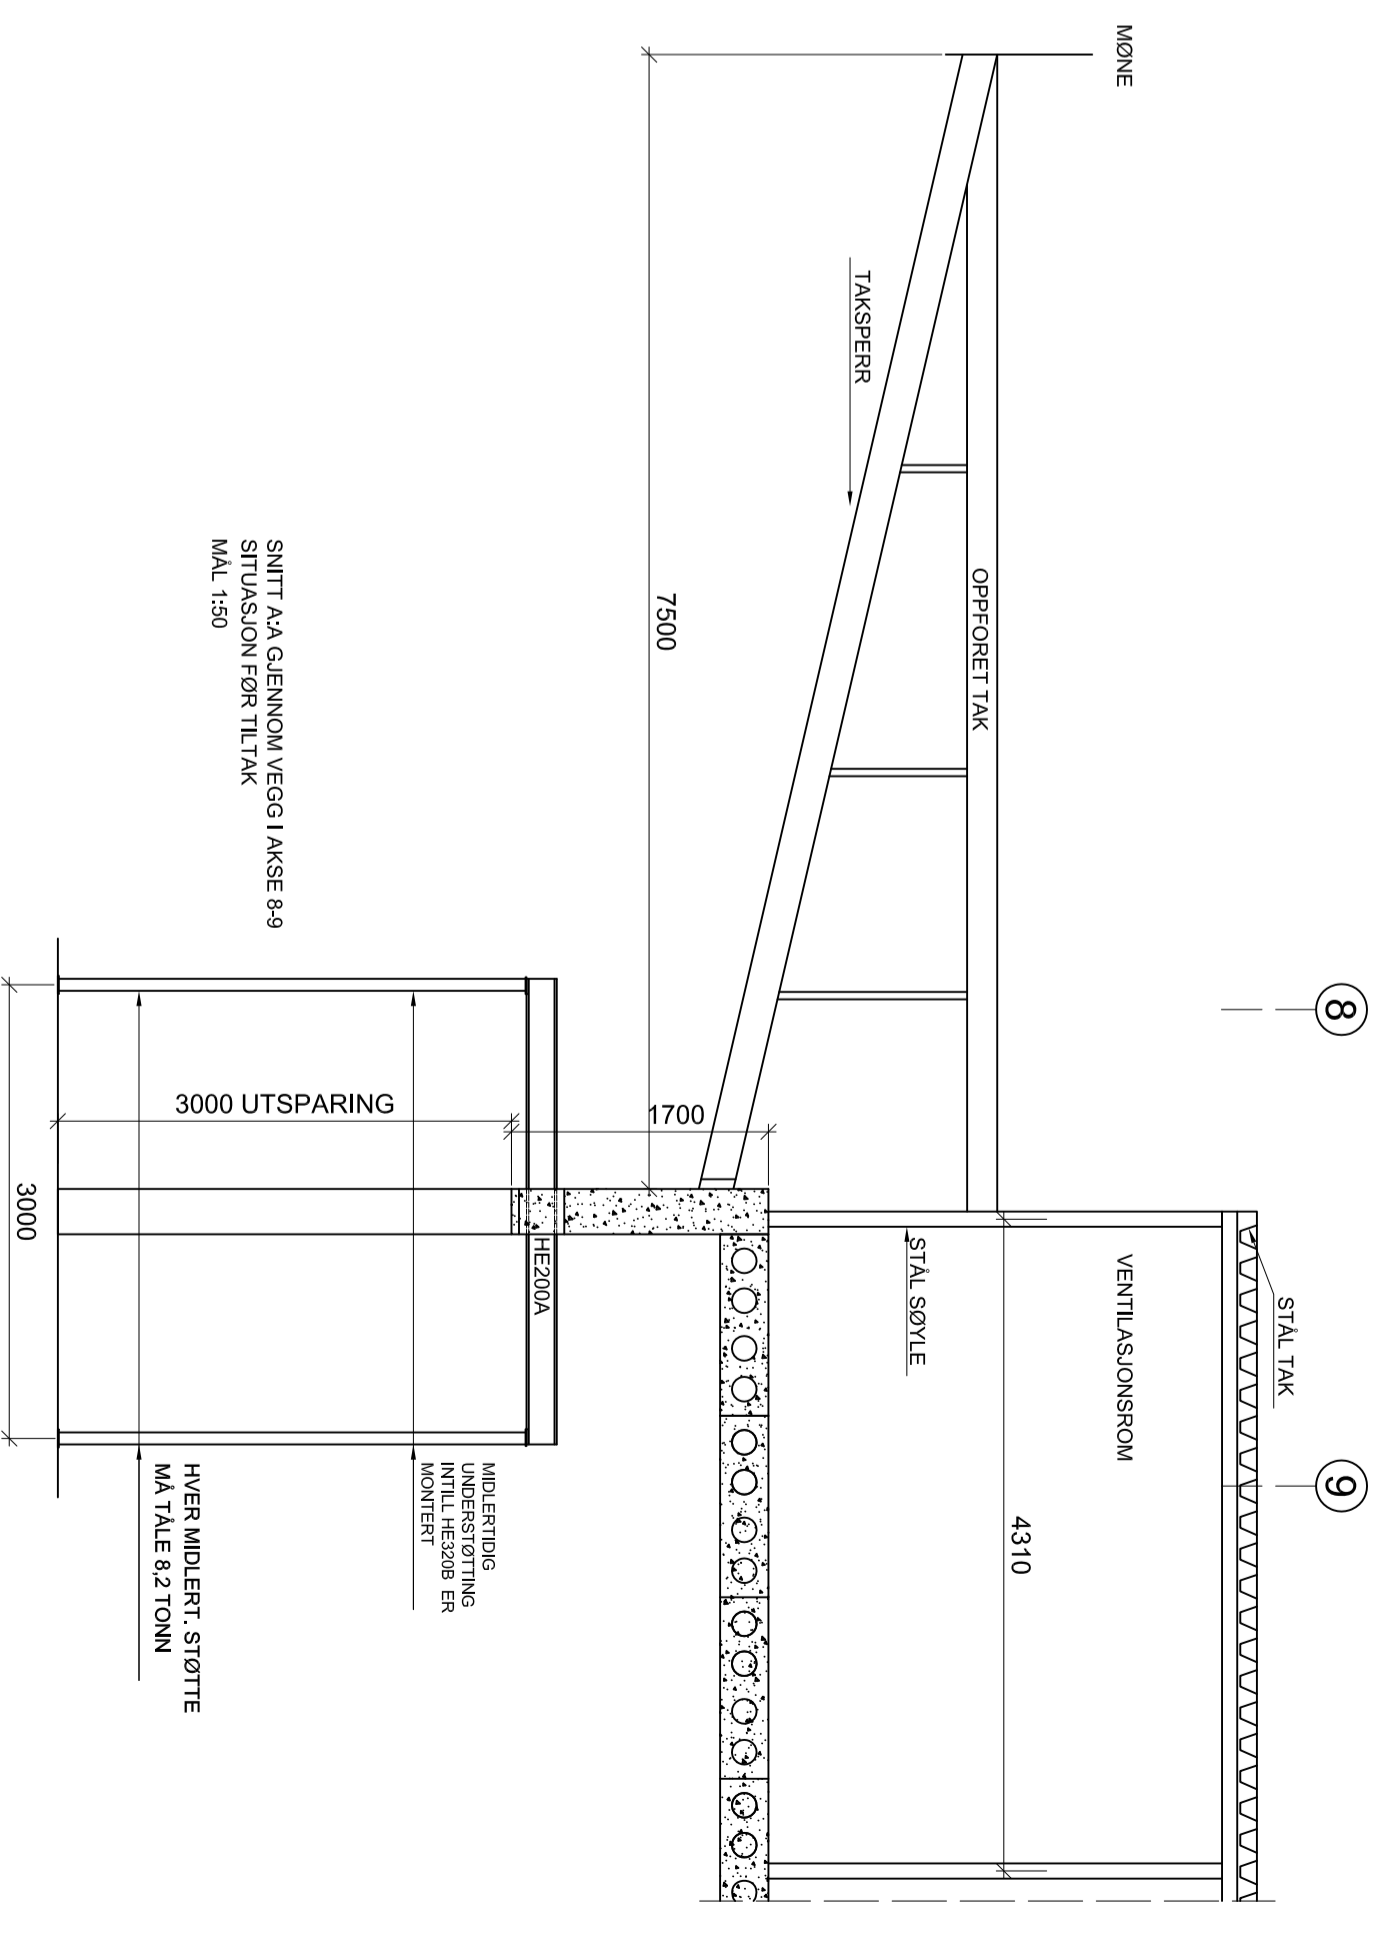 MØNE
8
9
STÅL TAK
VENTILASJONSROM
4310
OPPFORET TAK
STÅL SØYLE
TAKSPERR
7500
1700
HE200A
3000 UTSPARING
MIDLERTIDIG
UNDERSTØTTING
INTILL HE320B ER
MONTERT
HVER MIDLERT. STØTTE
MÅ TÅLE 8,2 TONN
3000
SNITT A:A GJENNOM VEGG I AKSE 8-9
SITUASJON FØR TILTAK
MÅL 1:50